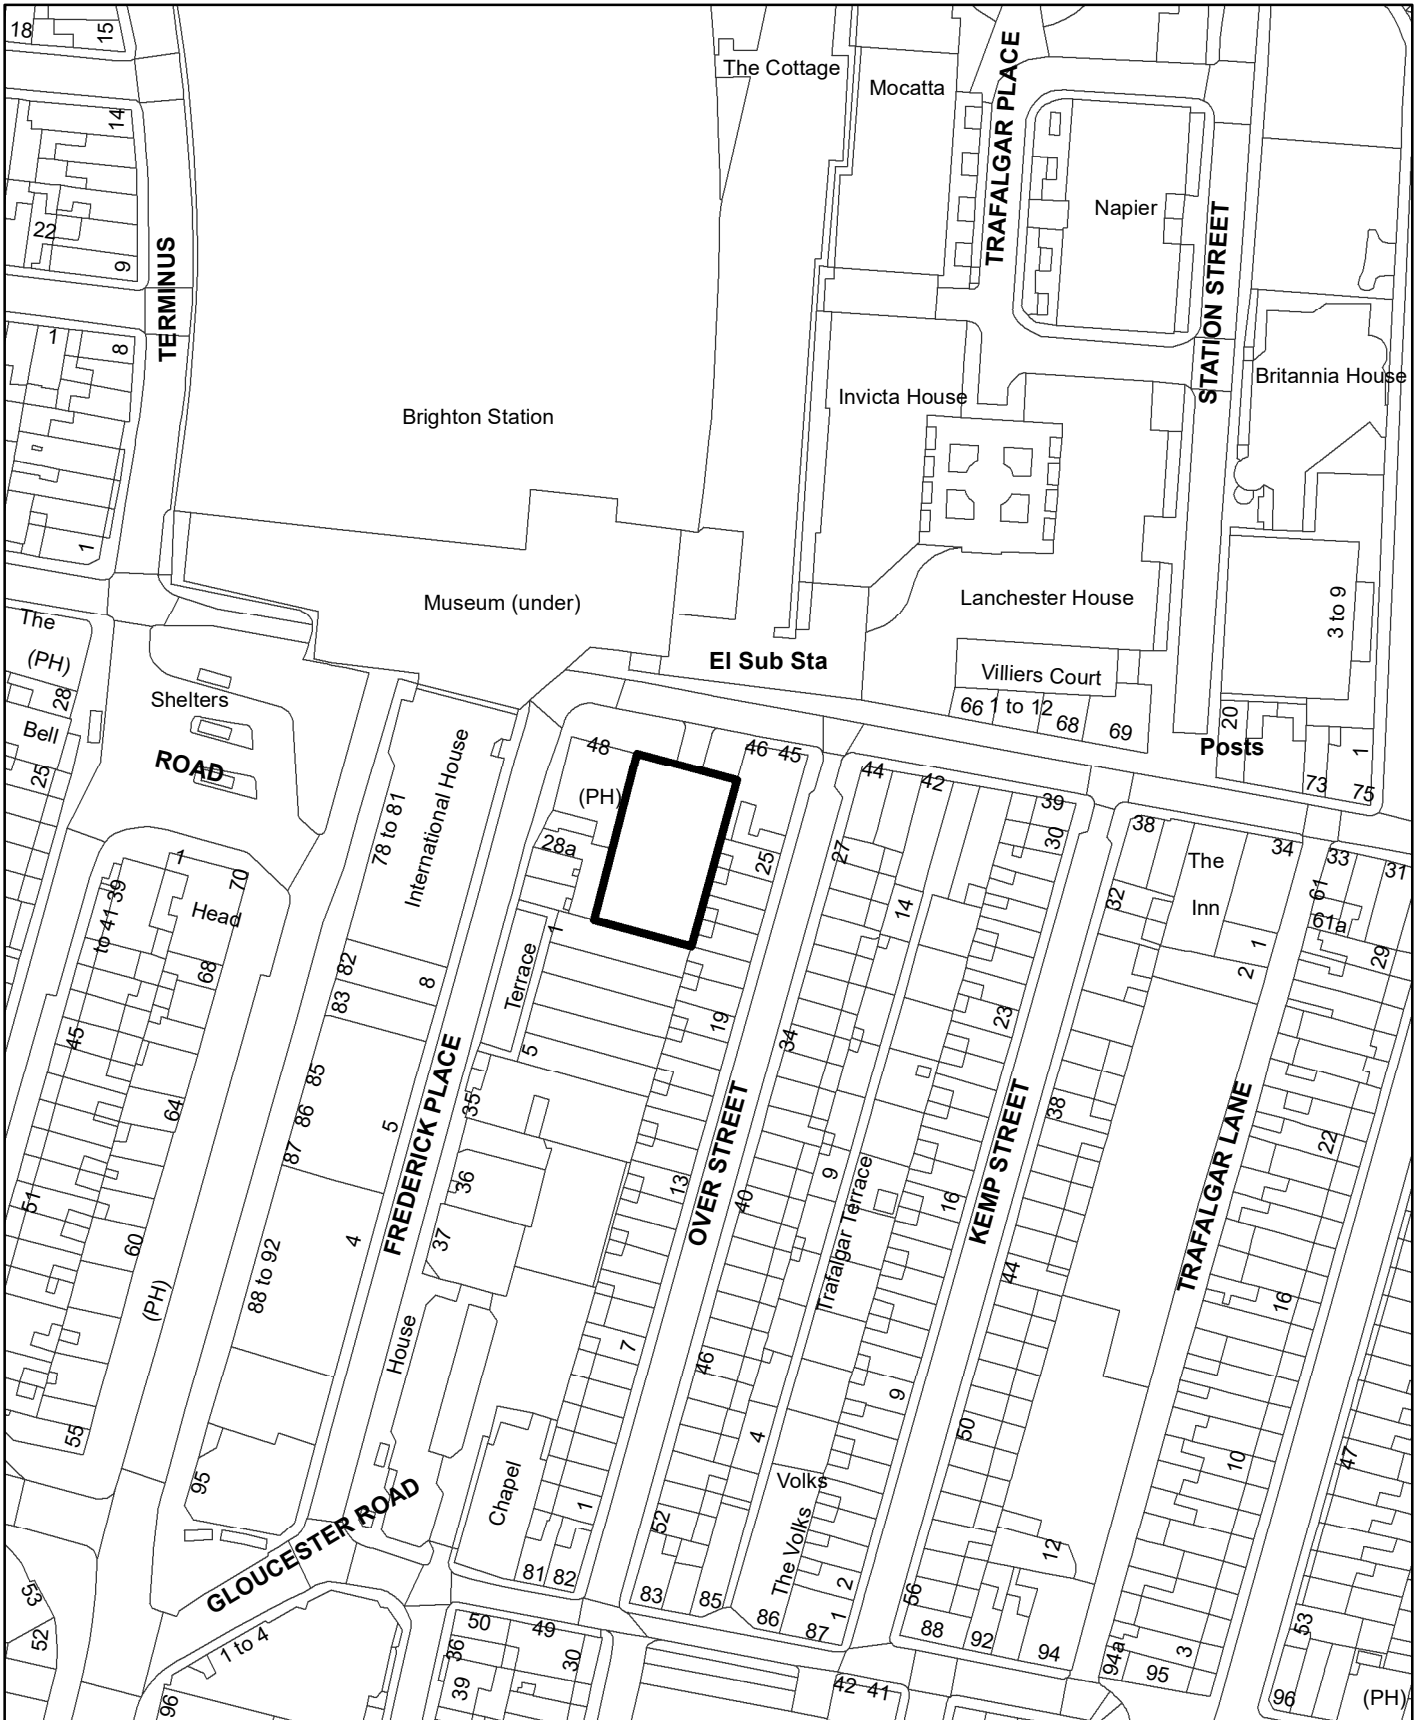 18
15
The Cottage
Mocatta
TRAFALGAR PLACE
14
Napier
22
9
TERMINUS
STATION STREET
1
8
Britannia House
Invicta House
Brighton Station
1
Museum (under)
Lanchester House
3 to 9
The
(PH)
El Sub Sta
Villiers Court
28
Shelters
66
1 to 12
68
69
20
Bell
Posts
1
25
ROAD
48
46
45
44
42
39
73
75
International House
(PH)
78 to 81
28a
25
27
30
38
34
33
31
The
Inn
1
70
Head
39
to 41
14
32
61
61a
1
68
82
8
Terrace
1
2
29
83
19
23
45
5
34
85
64
86
35
38
87
5
FREDERICK PLACE
OVER STREET
KEMP STREET
TRAFALGAR LANE
22
51
36
13
40
9
16
60
4
37
Trafalgar Terrace
88 to 92
(PH)
44
16
House
7
46
9
55
4
50
10
47
95
Chapel
Volks
The Volks
1
52
GLOUCESTER ROAD
12
81
82
83
85
86
87
2
1
56
88
92
94
94a
95
3
53
53
52
1 to 4
50
49
36
30
39
42
41
96
96
(PH)